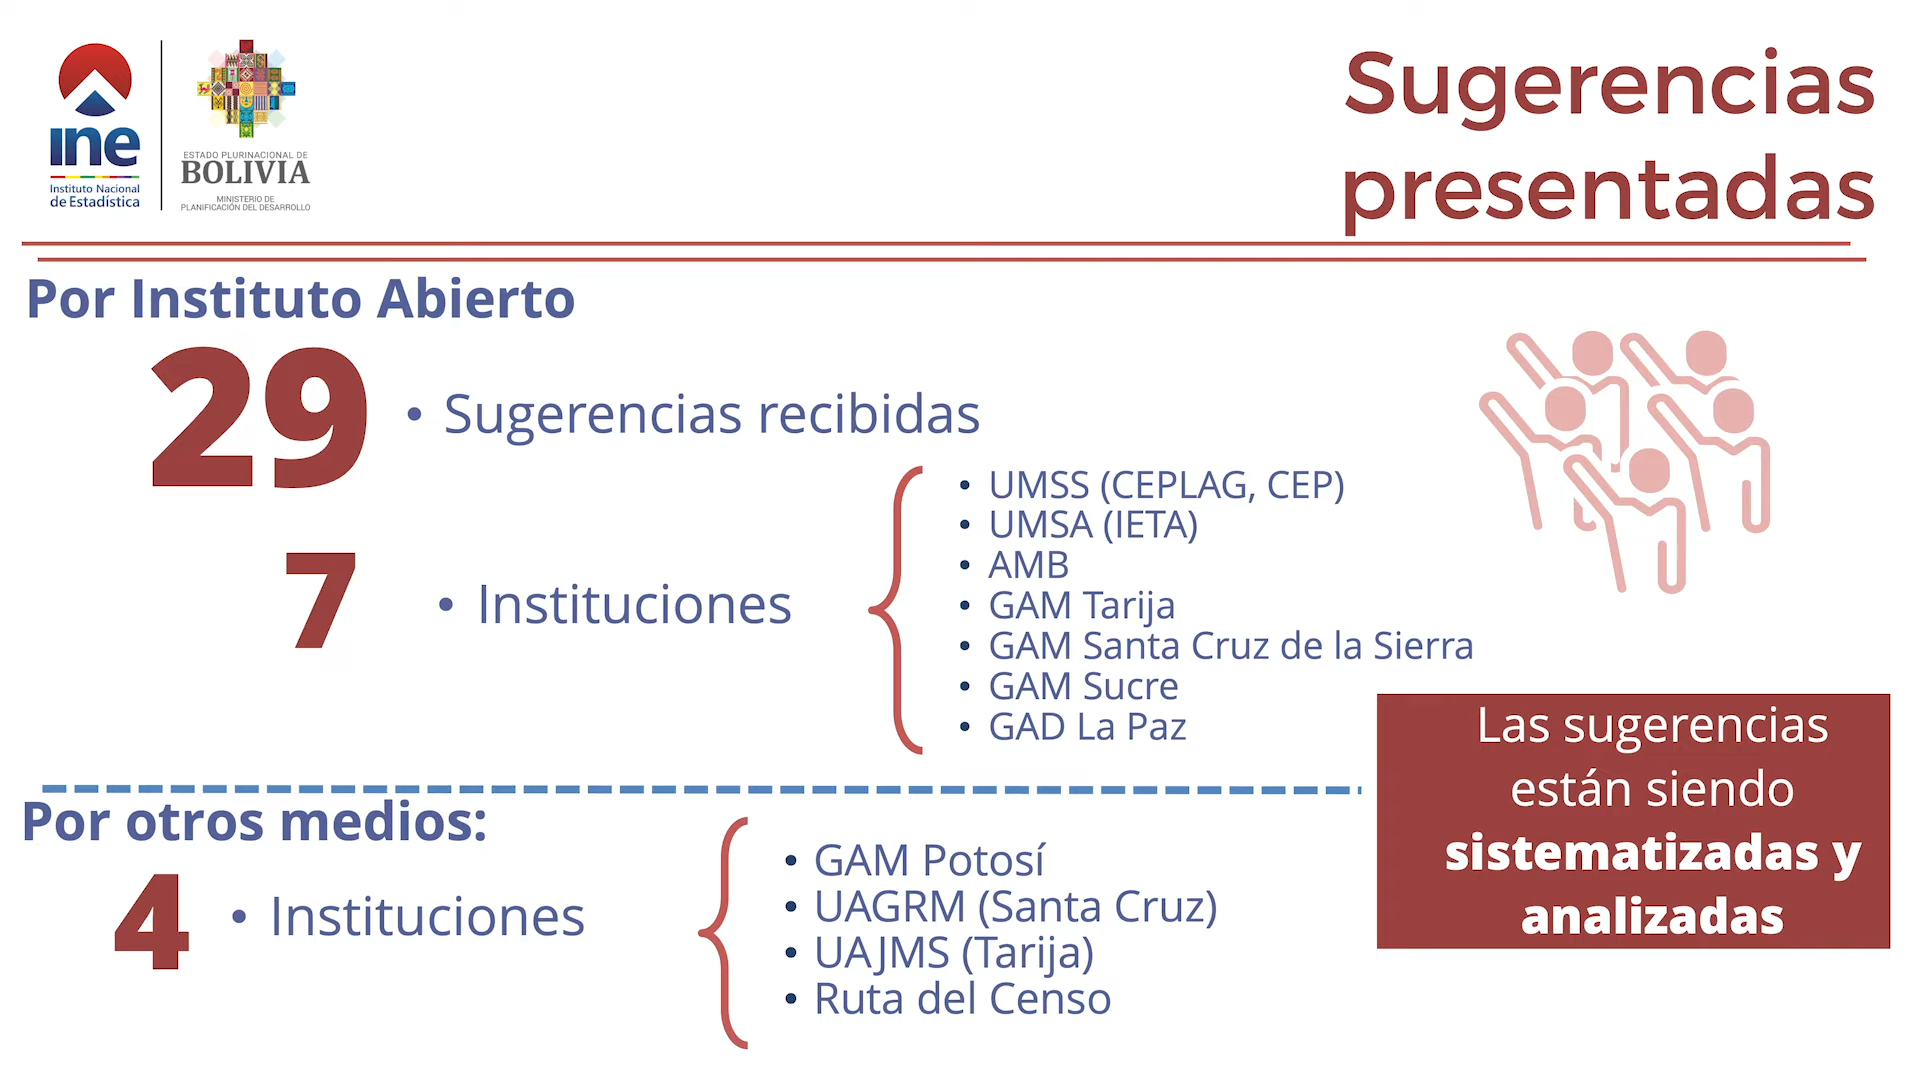 ine
Instituto Nacional
de Estadística
ESTADO PLURINACIONAL DE
BOLIVIA
MINISTERIO DE
PLANIFICACIÓN DEL DESARROLLO
Sugerencias
presentadas
Por Instituto Abierto
29
• Sugerencias recibidas
7
• Instituciones
• UMSS (CEPLAG, CEP)
• UMSA (IETA)
• AMB
• GAM Tarija
• GAM Santa Cruz de la Sierra
• GAM Sucre
• GAD La Paz
Por otros medios:
4
• Instituciones
• GAM Potosí
• UAGRM (Santa Cruz)
• UAJMS (Tarija)
• Ruta del Censo
Las sugerencias
están siendo
sistematizadas y
analizadas